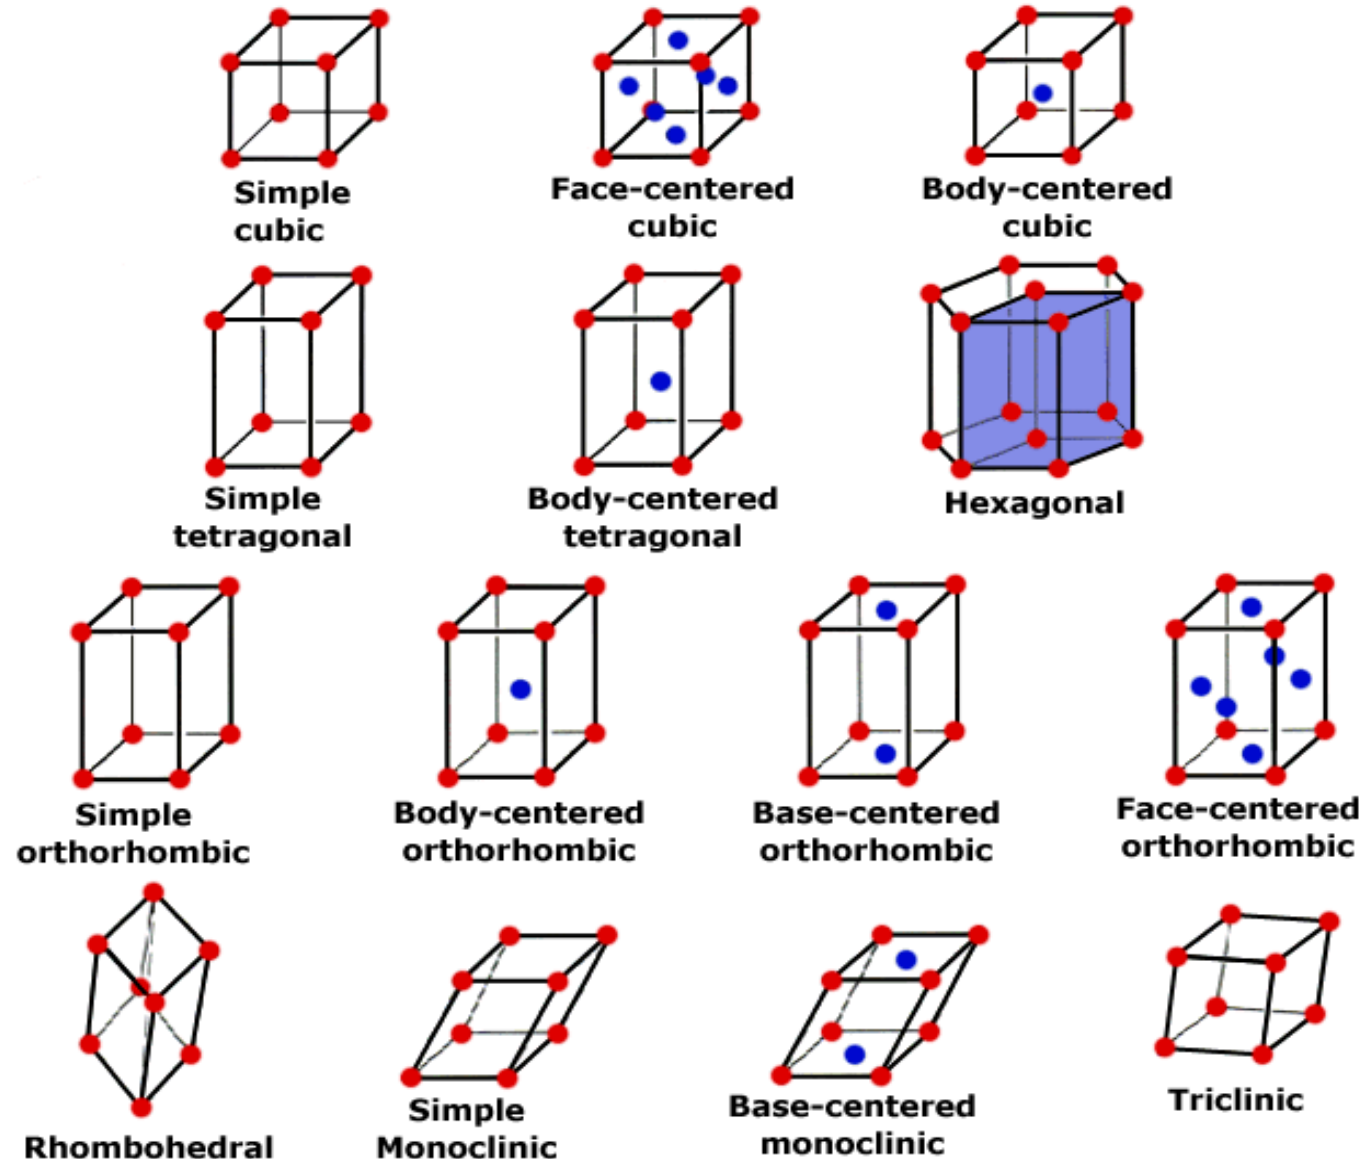 Simple
cubic
Face-centered
cubic
Body-centered
cubic
Simple
tetragonal
Body-centered
tetragonal
Hexagonal
Simple
orthorhombic
Body-centered
orthorhombic
Base-centered
orthorhombic
Face-centered
orthorhombic
Rhombohedral
Simple
Monoclinic
Base-centered
monoclinic
Triclinic